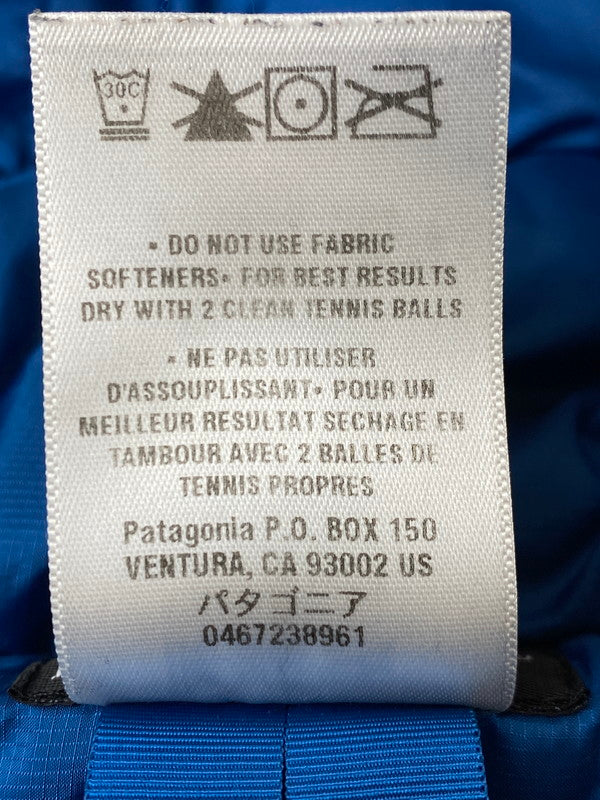 30C
• DO NOT USE FABRIC
SOFTENERS• FOR BEST RESULTS
DRY WITH 2 CLEAN TENNIS BALLS
• NE PAS UTILISER
D'ASSOUPLISSANT• POUR UN
MEILLEUR RESULTAT SECHAGE EN
TAMBOUR AVEC 2 BALLES DE
TENNIS PROPRES
Patagonia P.O. BOX 150
VENTURA, CA 93002 US
パタゴニア
0467238961